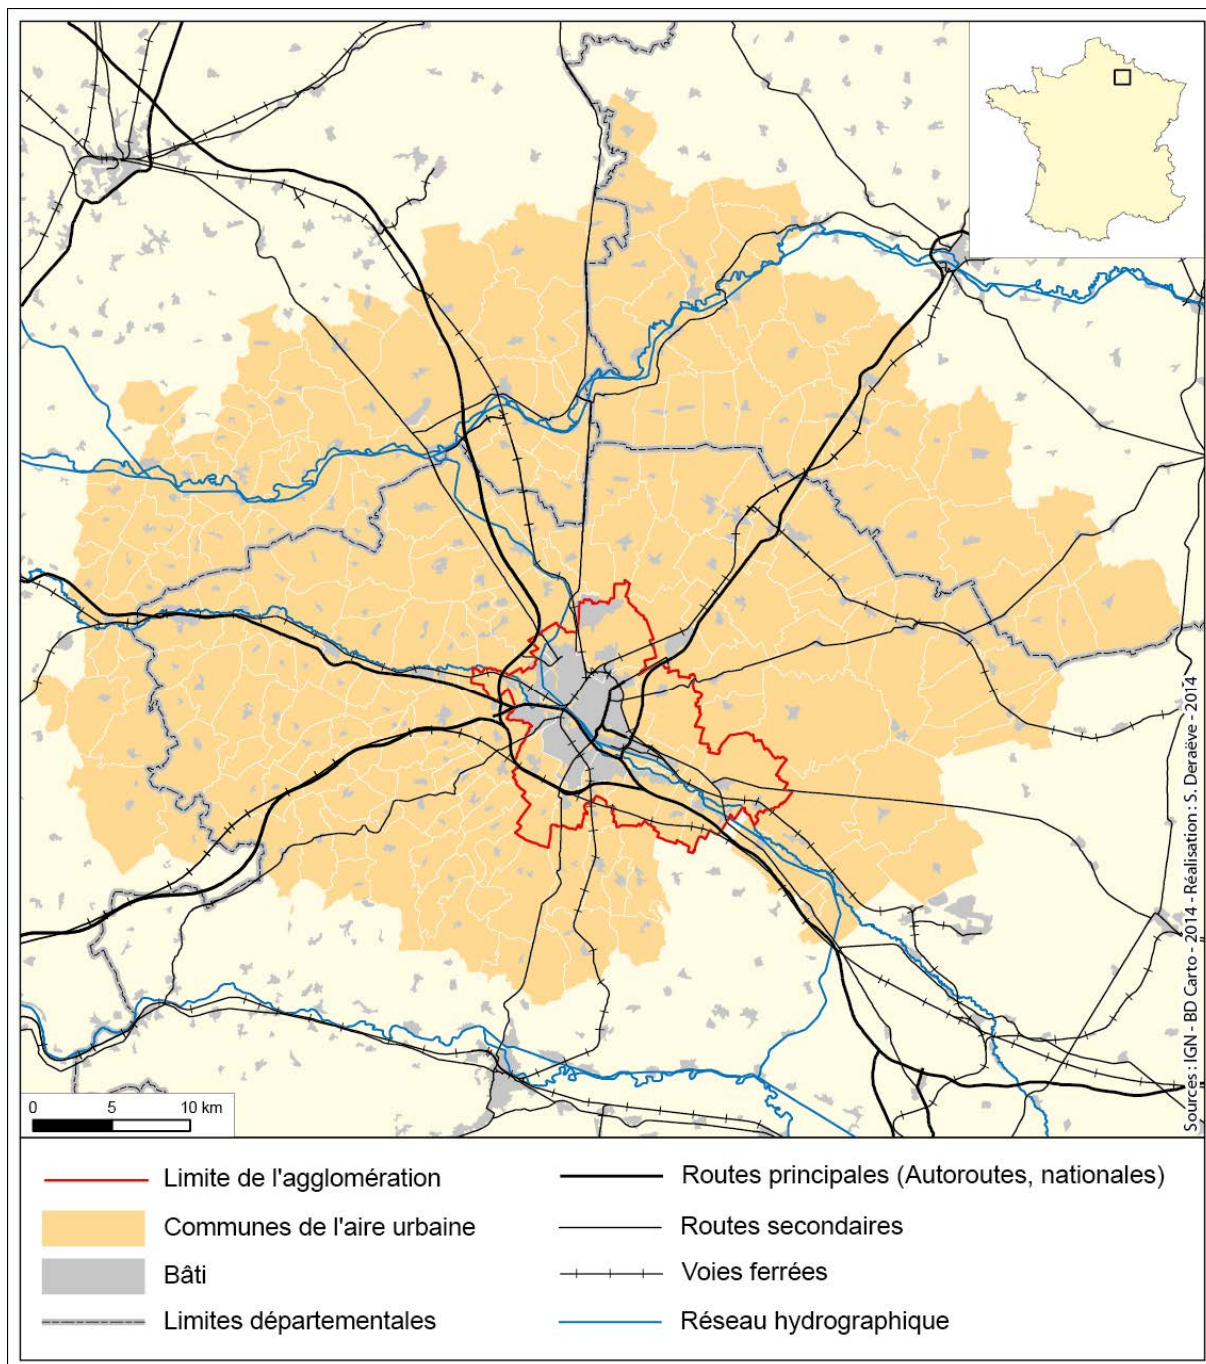 Sources : IGN - BD Carto - 2014 - Réalisation : S. Deraëve - 2014
0 5 10 km
Limite de l'agglomération
Communes de l'aire urbaine
Bâti
Limites départementales
Routes principales (Autoroutes, nationales)
Routes secondaires
Voies ferrées
Réseau hydrographique